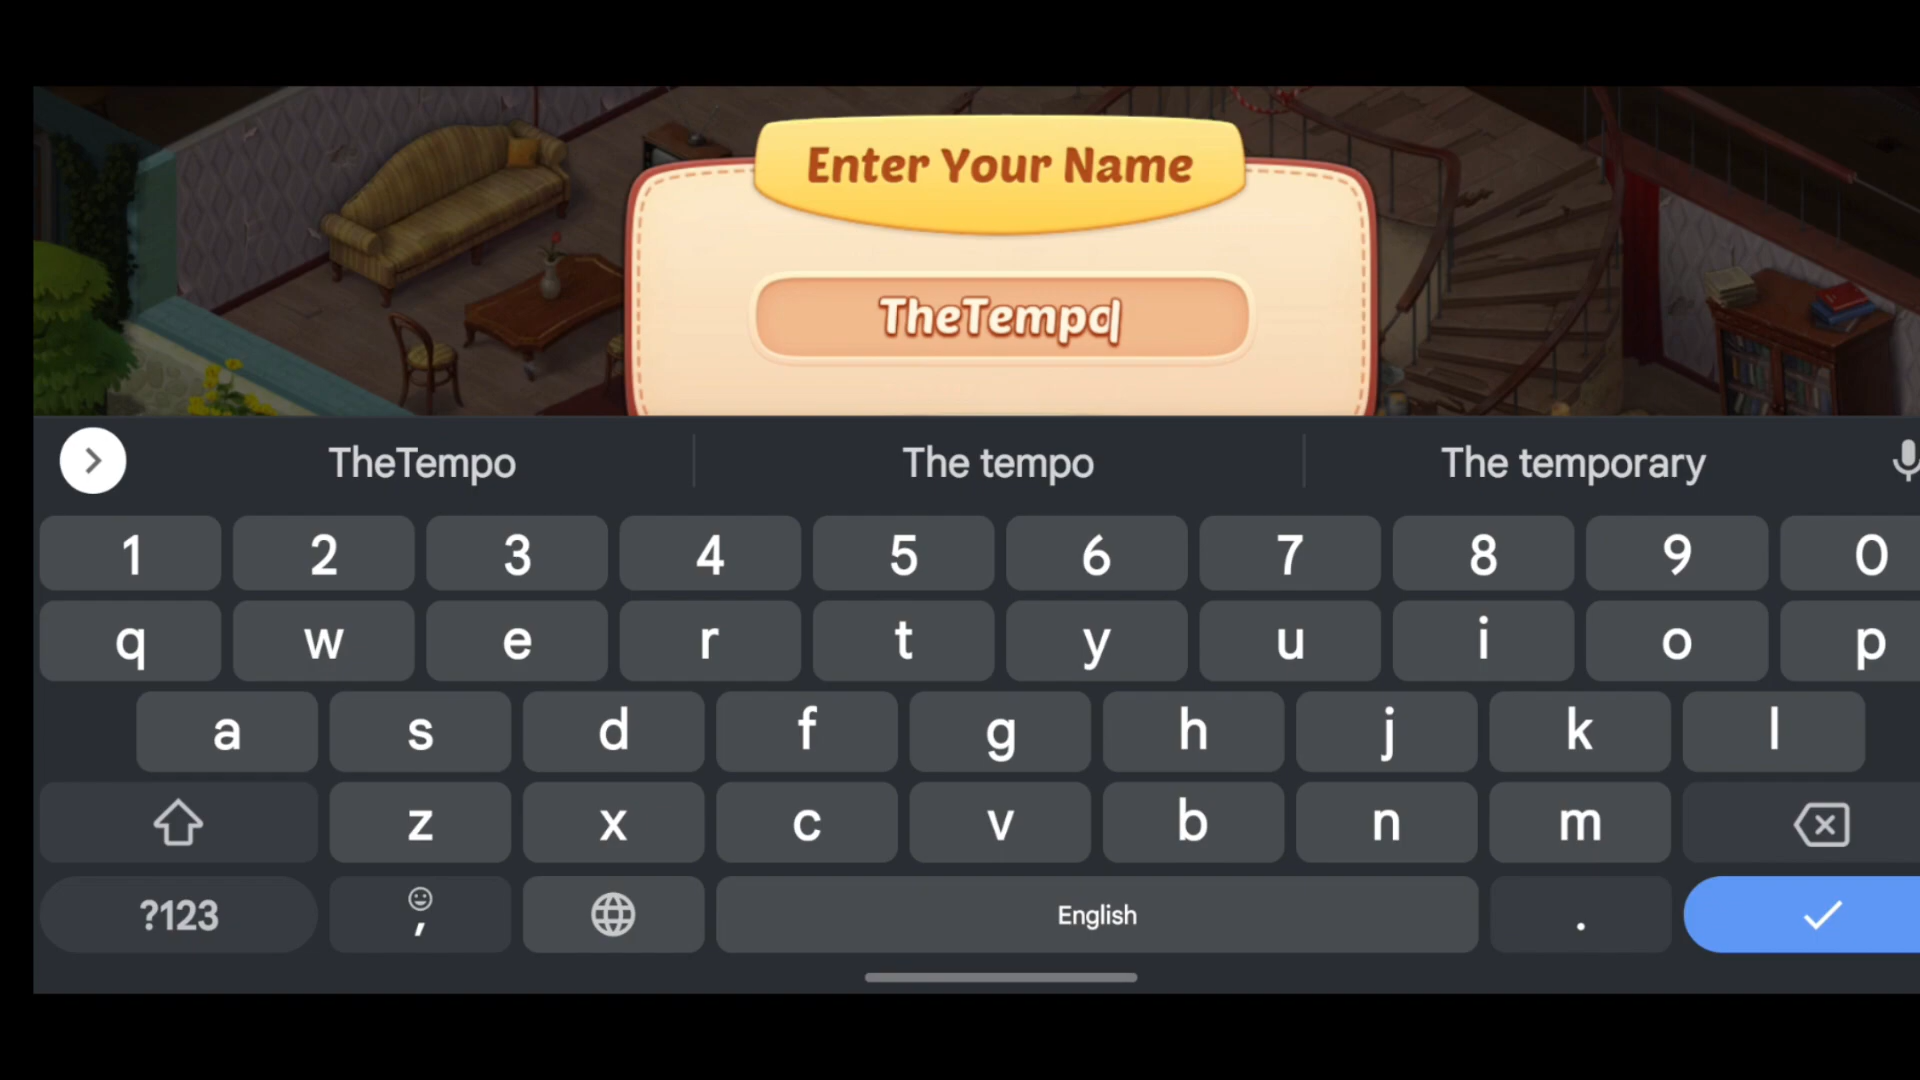 Enter Your Name
TheTempo
TheTempo The tempo The temporary
1 2 3 4 5 6 7 8 9 0
q w e r t y u i o p
a s d f g h j k l
z x c v b n m
?123 , English .